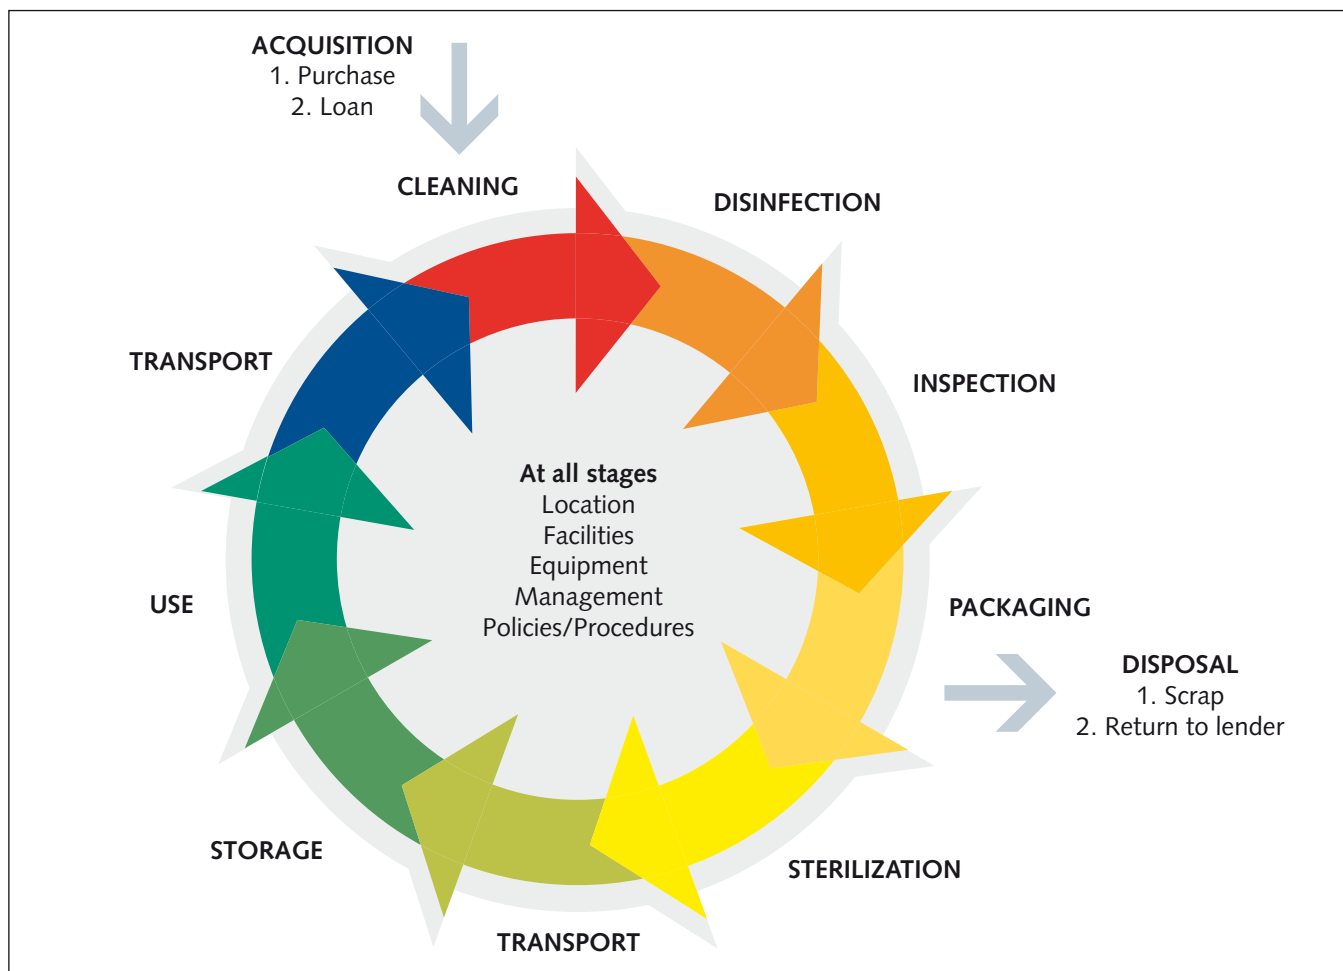 ACQUISITION
1. Purchase
2. Loan
CLEANING
DISINFECTION
INSPECTION
PACKAGING
DISPOSAL
1. Scrap
2. Return to lender
STERILIZATION
TRANSPORT
STORAGE
USE
TRANSPORT
At all stages
Location
Facilities
Equipment
Management
Policies/Procedures